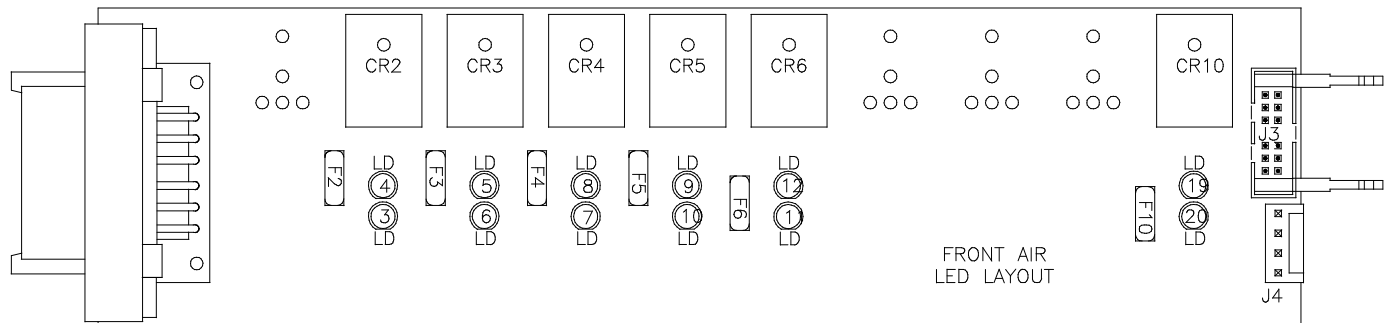 CR2 CR3 CR4 CR5 CR6 CR10
J3
F2 F3 F4 F5 F6 F10
LD LD LD LD LD LD
4 5 8 9 12 19
3 6 7 10 20
LD LD LD LD LD LD
FRONT AIR
LED LAYOUT
J4